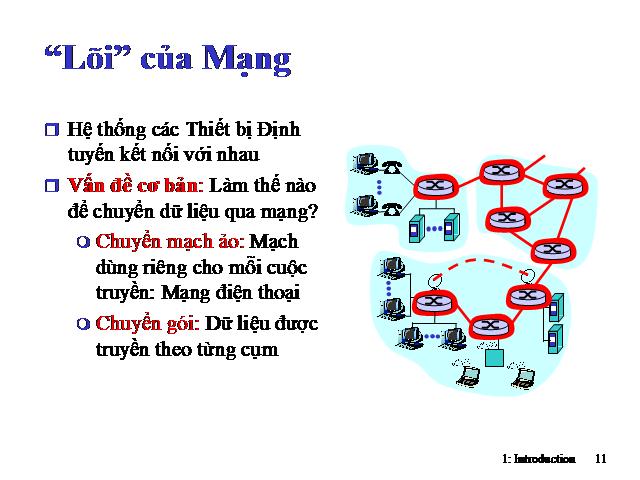 “Lõi” của Mạng
Hệ thống các Thiết bị Định
tuyến kết nối với nhau
Vấn đề cơ bản: Làm thế nào
để chuyển dữ liệu qua mạng?
Chuyển mạch ảo: Mạch
dùng riêng cho mỗi cuộc
truyền: Mạng điện thoại
Chuyển gói: Dữ liệu được
truyền theo từng cụm
1: Introduction 11